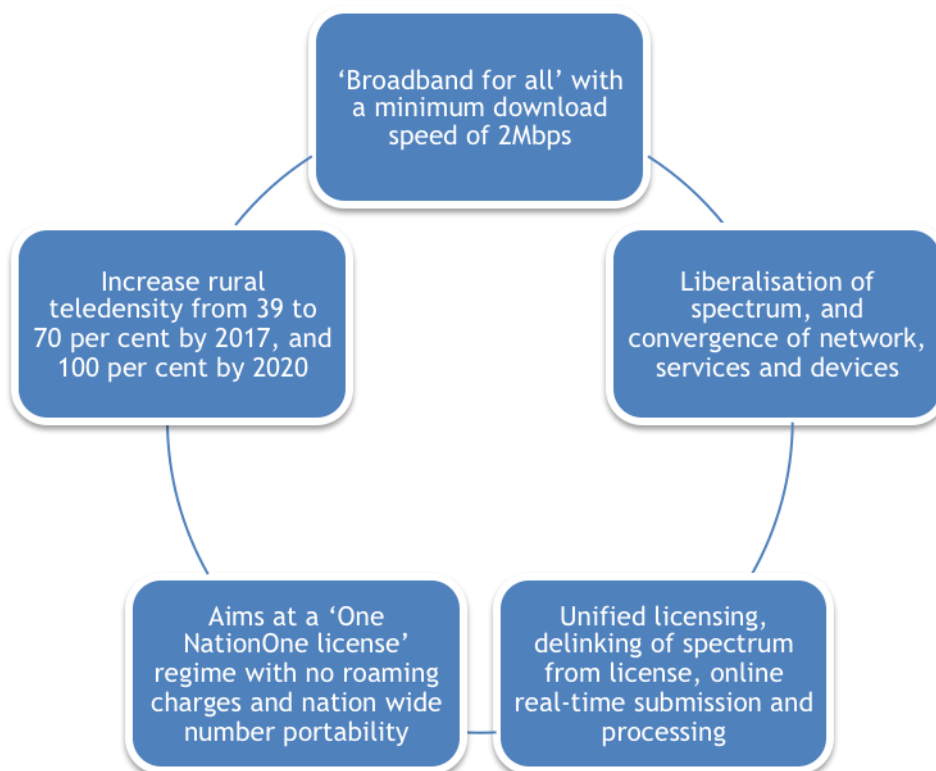 ‘Broadband for all’ with
a minimum download
speed of 2Mbps
Liberalisation of
spectrum, and
convergence of network,
services and devices
Unified licensing,
delinking of spectrum
from license, online
real-time submission and
processing
Aims at a ‘One
NationOne license’
regime with no roaming
charges and nation wide
number portability
Increase rural
teledensity from 39 to
70 per cent by 2017, and
100 per cent by 2020